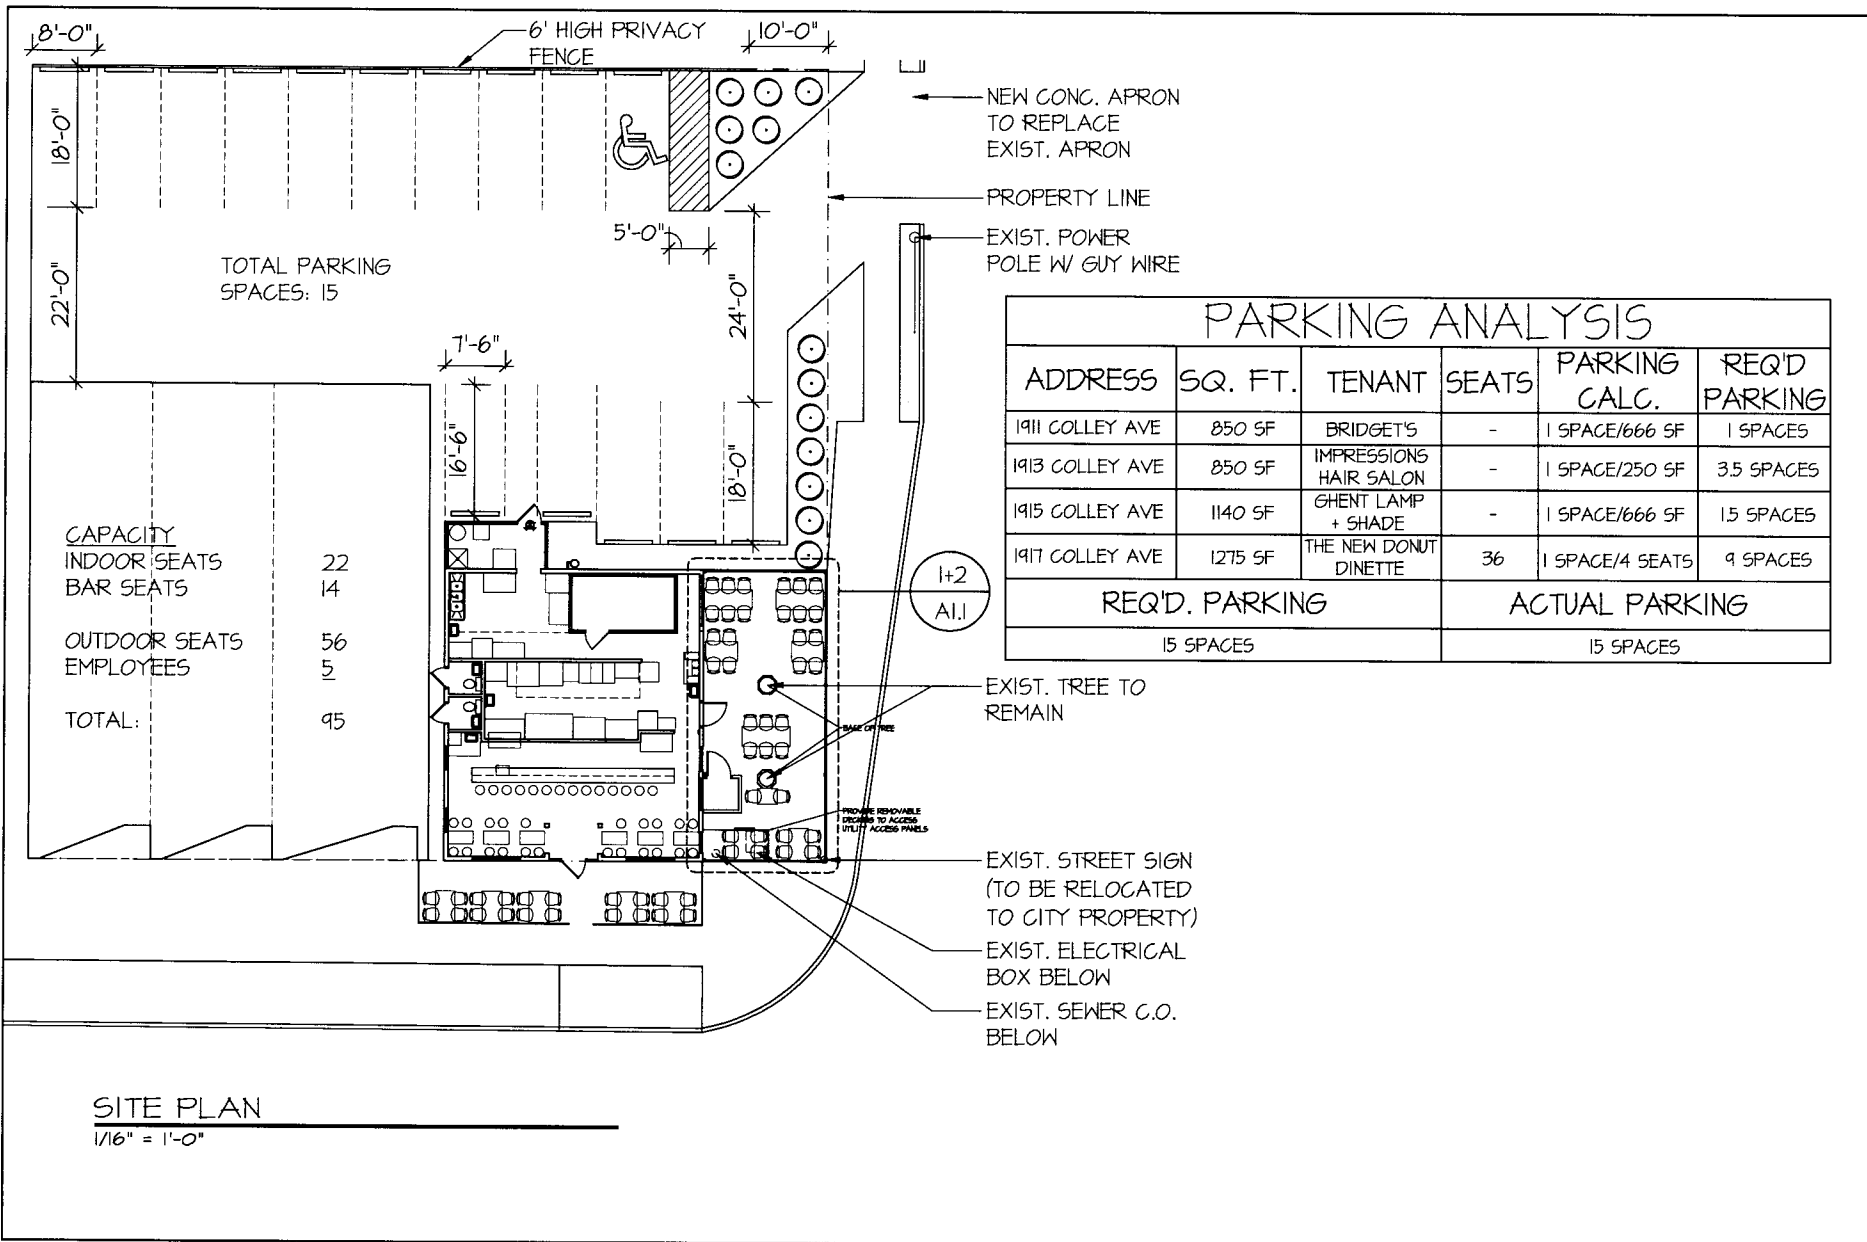 8'-0"
6' HIGH PRIVACY
FENCE
10'-0"
18'-0"
NEW CONC. APRON
TO REPLACE
EXIST. APRON
PROPERTY LINE
5'-0"
EXIST. POWER
POLE W/ GUY WIRE
22'-0"
TOTAL PARKING
SPACES: 15
24'-0"
7'-6"
16'-6"
18'-0"
PARKING ANALYSIS
ADDRESS SQ. FT. TENANT SEATS PARKING CALC. REQ'D PARKING
1911 COLLEY AVE 850 SF BRIDGET'S - 1 SPACE/666 SF 1 SPACES
1913 COLLEY AVE 850 SF IMPRESSIONS HAIR SALON - 1 SPACE/250 SF 3.5 SPACES
1915 COLLEY AVE 1140 SF GHENT LAMP + SHADE - 1 SPACE/666 SF 1.5 SPACES
1917 COLLEY AVE 1275 SF THE NEW DONUT DINETTE 36 1 SPACE/4 SEATS 9 SPACES
REQ'D. PARKING ACTUAL PARKING
15 SPACES 15 SPACES
CAPACITY
INDOOR SEATS 22
BAR SEATS 14
OUTDOOR SEATS 56
EMPLOYEES 5
TOTAL: 95
1+2
A1.1
EXIST. TREE TO
REMAIN
BASE OF TREE
PROVIDE REMOVABLE
DECKING TO ACCESS
UTILITY ACCESS PANELS
EXIST. STREET SIGN
(TO BE RELOCATED
TO CITY PROPERTY)
EXIST. ELECTRICAL
BOX BELOW
EXIST. SEWER C.O.
BELOW
SITE PLAN
1/16" = 1'-0"